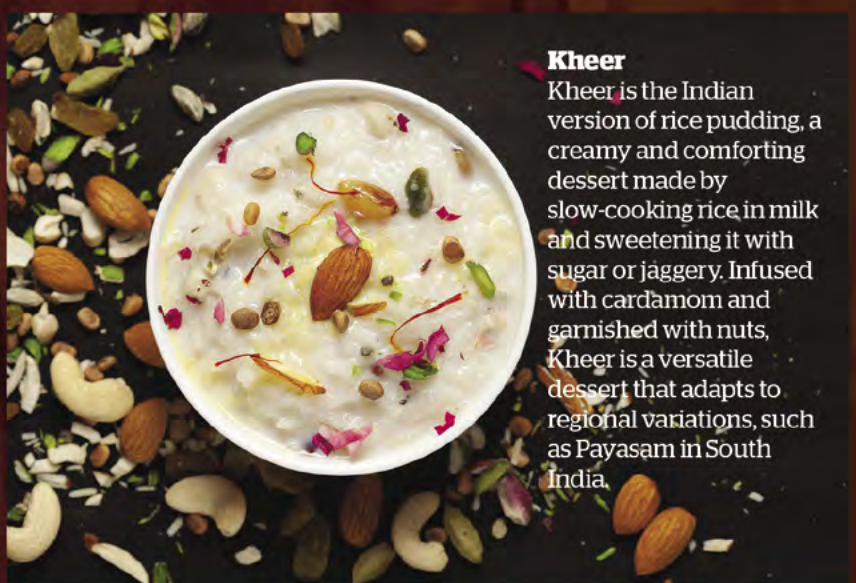 Kheer
Kheer is the Indian
version of rice pudding, a
creamy and comforting
dessert made by
slow-cooking rice in milk
and sweetening it with
sugar or jaggery. Infused
with cardamom and
garnished with nuts,
Kheer is a versatile
dessert that adapts to
regional variations, such
as Payasam in South
India.